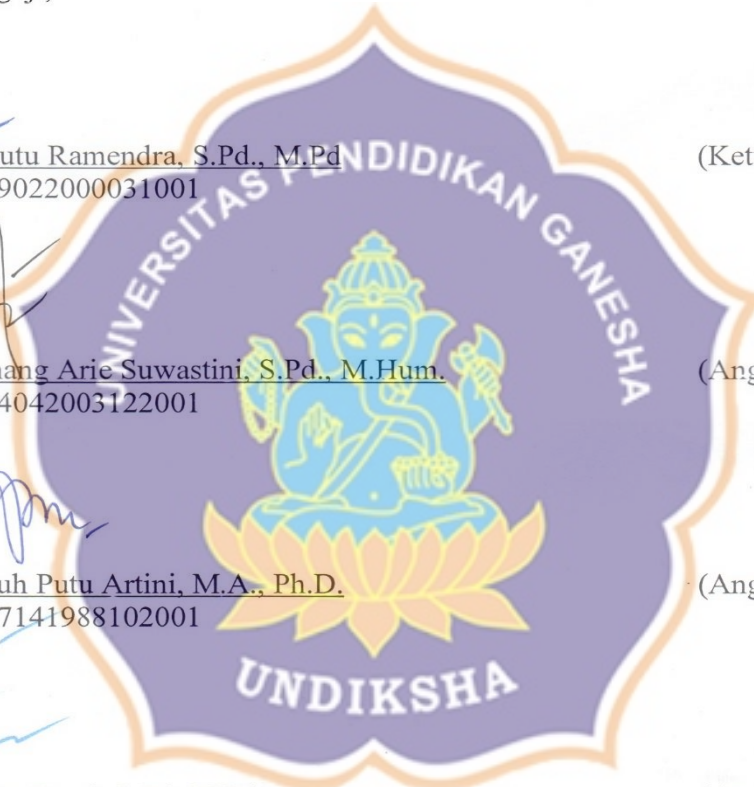 utu Ramendra, S.Pd., M.Pd (Ket
9022000031001
UNIVERSITAS PENDIDIKAN GANESHA
nang Arie Suwastini, S.Pd., M.Hum. (Ang
4042003122001
uh Putu Artini, M.A., Ph.D. (Ang
7141988102001
UNDIKSHA